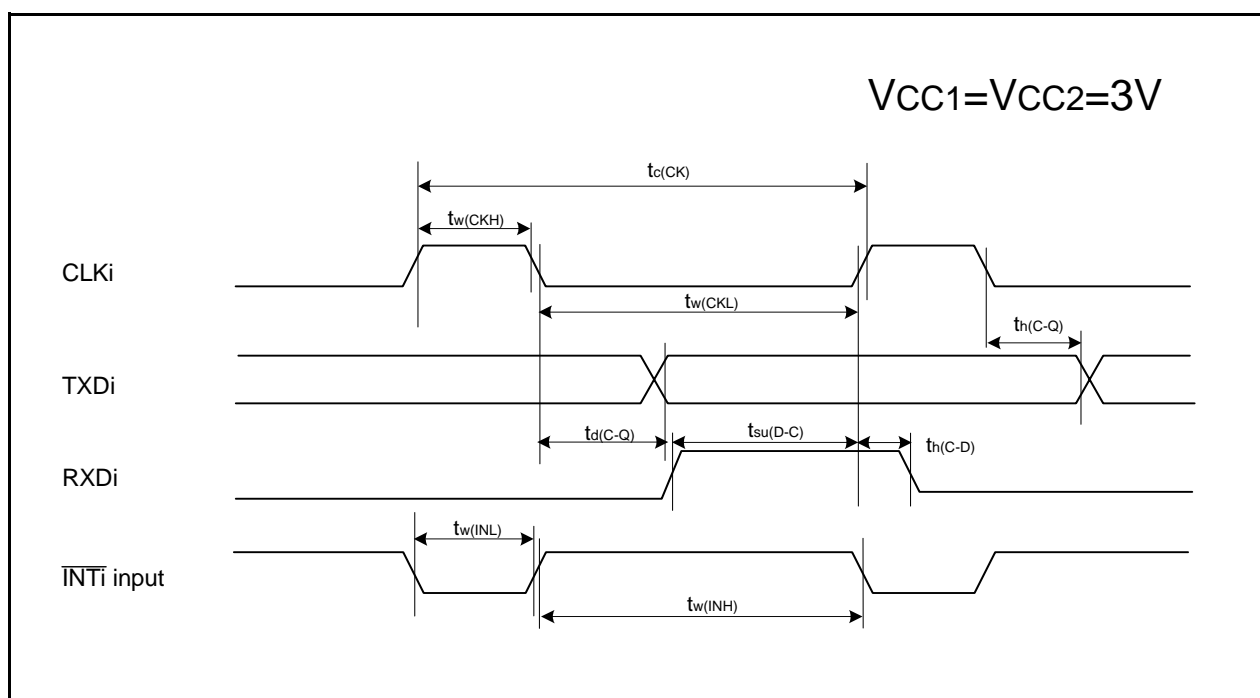 VCC1=VCC2=3V
tc(CK)
tw(CKH)
CLKi
tw(CKL)
th(C-Q)
TXDi
td(C-Q)
tsu(D-C)
th(C-D)
RXDi
tw(INL)
INTi input
tw(INH)